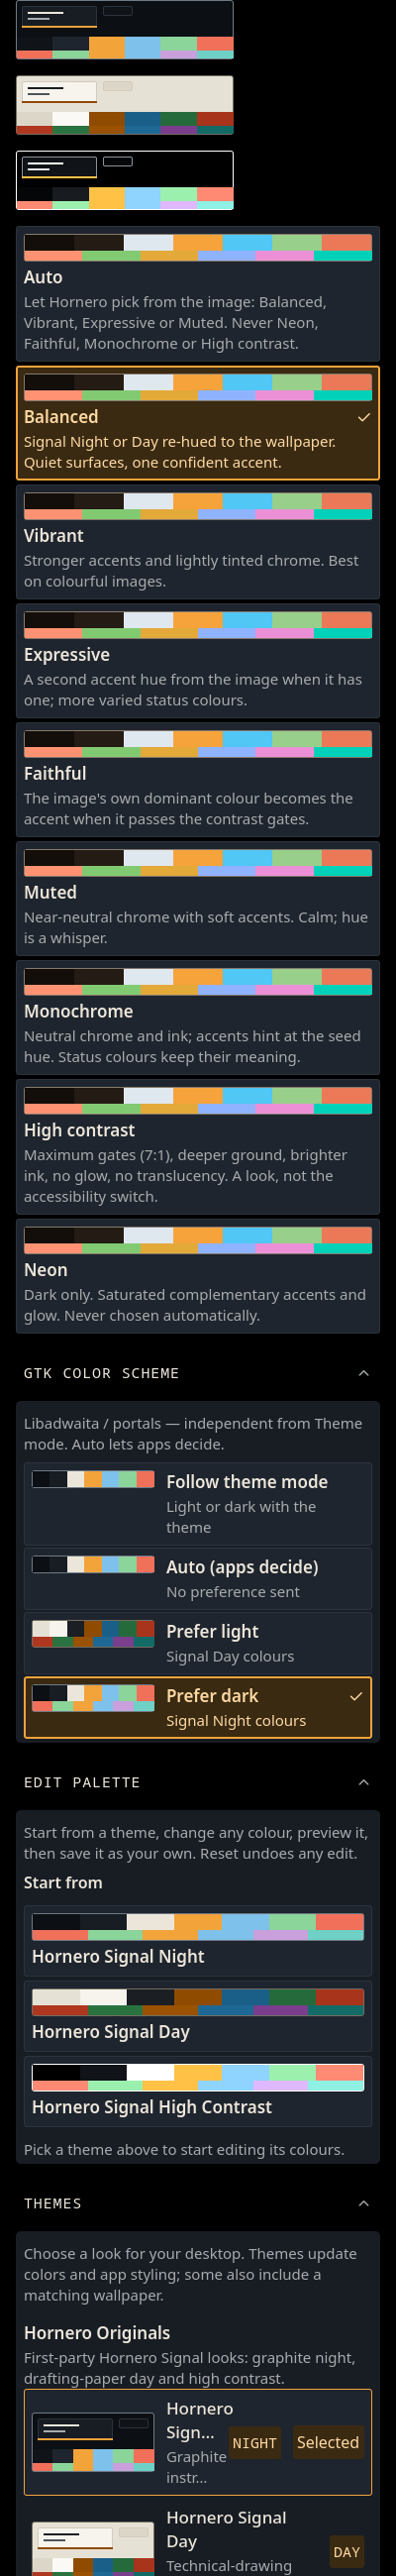 Auto
Let Hornero pick from the image: Balanced,
Vibrant, Expressive or Muted. Never Neon,
Faithful, Monochrome or High contrast.
Balanced
Signal Night or Day re-hued to the wallpaper.
Quiet surfaces, one confident accent.
Vibrant
Stronger accents and lightly tinted chrome. Best
on colourful images.
Expressive
A second accent hue from the image when it has
one; more varied status colours.
Faithful
The image's own dominant colour becomes the
accent when it passes the contrast gates.
Muted
Near-neutral chrome with soft accents. Calm; hue
is a whisper.
Monochrome
Neutral chrome and ink; accents hint at the seed
hue. Status colours keep their meaning.
High contrast
Maximum gates (7:1), deeper ground, brighter
ink, no glow, no translucency. A look, not the
accessibility switch.
Neon
Dark only. Saturated complementary accents and
glow. Never chosen automatically.
GTK COLOR SCHEME
Libadwaita / portals — independent from Theme
mode. Auto lets apps decide.
Follow theme mode
Light or dark with the
theme
Auto (apps decide)
No preference sent
Prefer light
Signal Day colours
Prefer dark
Signal Night colours
EDIT PALETTE
Start from a theme, change any colour, preview it,
then save it as your own. Reset undoes any edit.
Start from
Hornero Signal Night
Hornero Signal Day
Hornero Signal High Contrast
Pick a theme above to start editing its colours.
THEMES
Choose a look for your desktop. Themes update
colors and app styling; some also include a
matching wallpaper.
Hornero Originals
First-party Hornero Signal looks: graphite night,
drafting-paper day and high contrast.
Hornero
Sign...
Graphite
instr...
NIGHT
Selected
Hornero Signal
Day
Technical-drawing
DAY